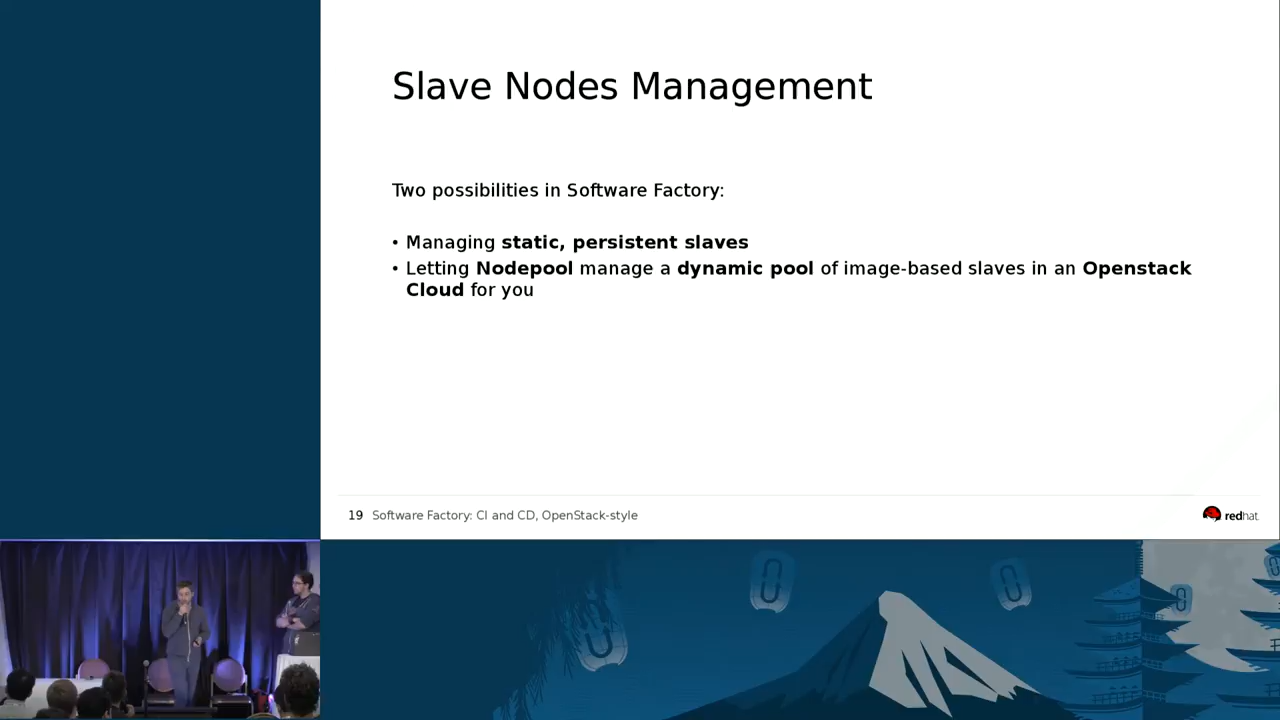 Slave Nodes Management
Two possibilities in Software Factory:
• Managing static, persistent slaves
• Letting Nodepool manage a dynamic pool of image-based slaves in an Openstack
Cloud for you
19 Software Factory: CI and CD, OpenStack-style
redhat